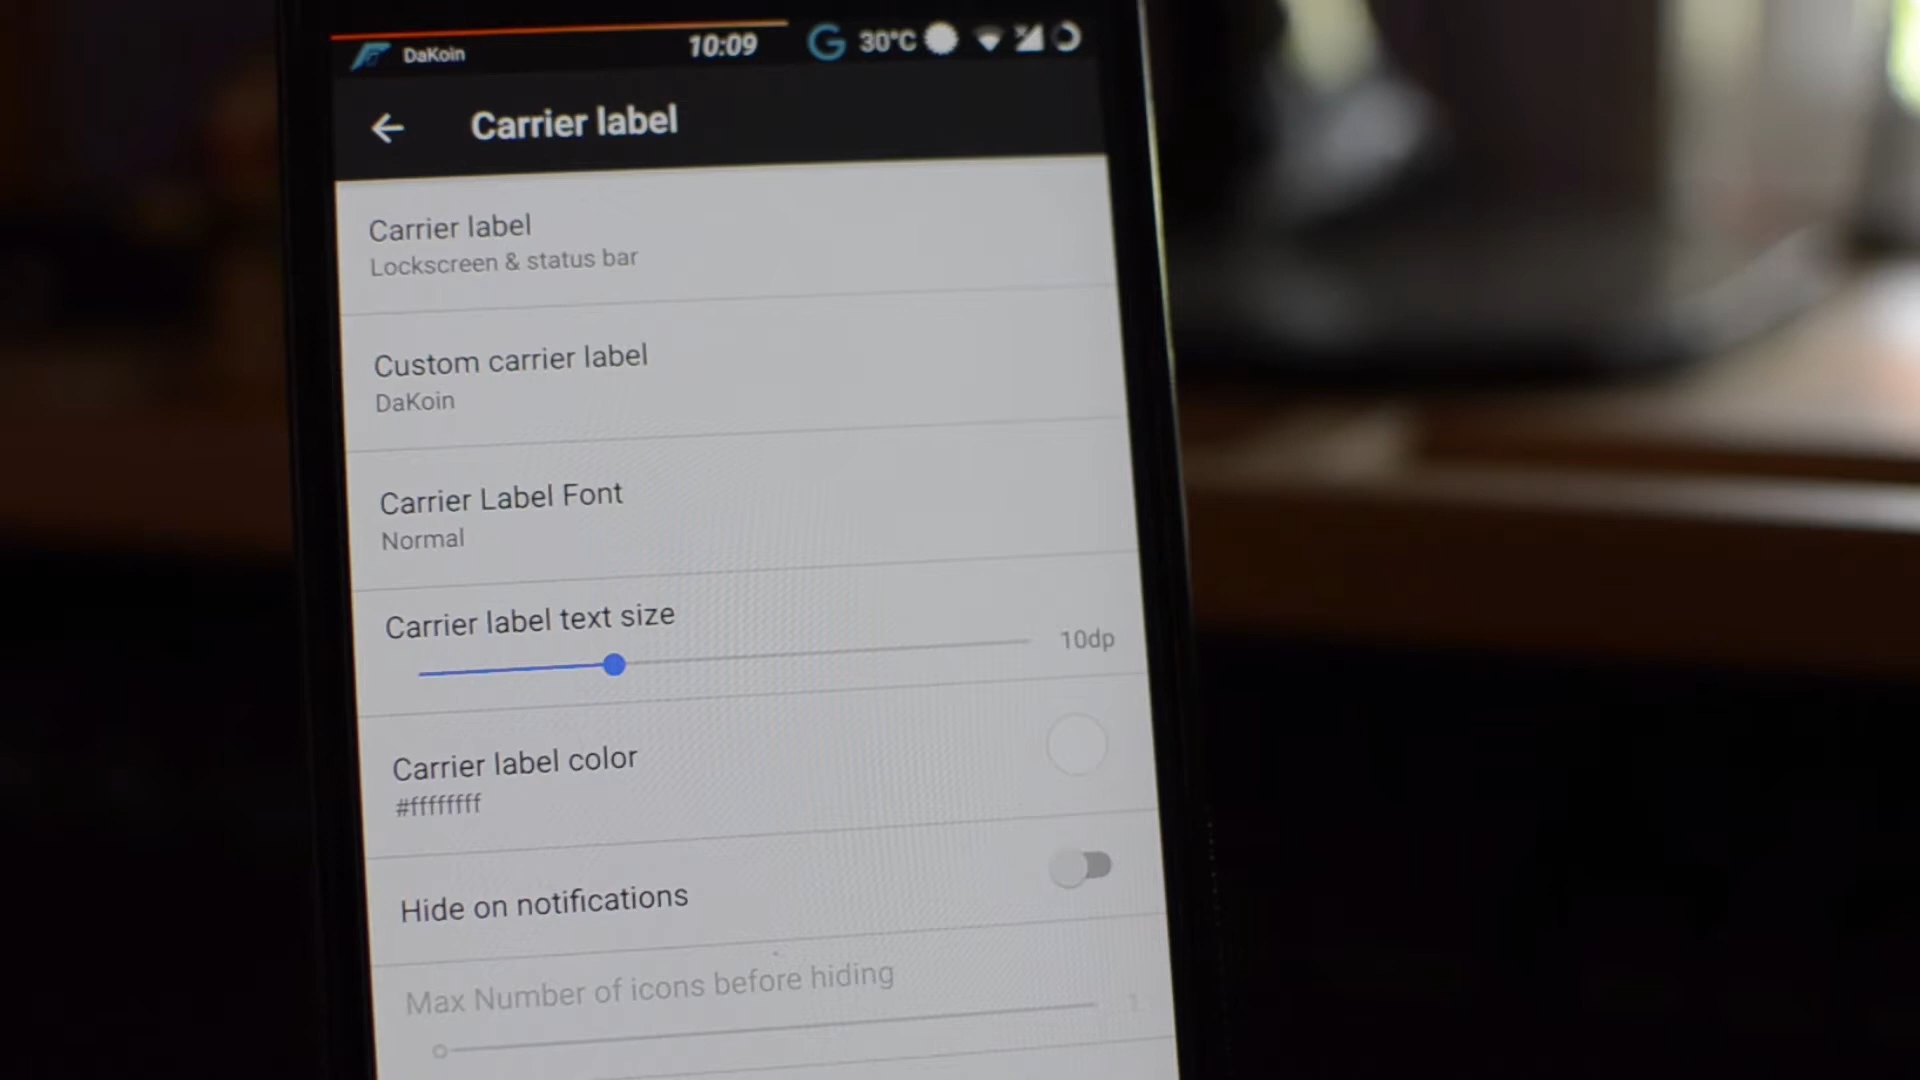 DaKoin 10:09 G 30°C
Carrier label
Carrier label
Lockscreen & status bar
Custom carrier label
DaKoin
Carrier Label Font
Normal
Carrier label text size
10dp
Carrier label color
#ffffffff
Hide on notifications
Max Number of icons before hiding
1